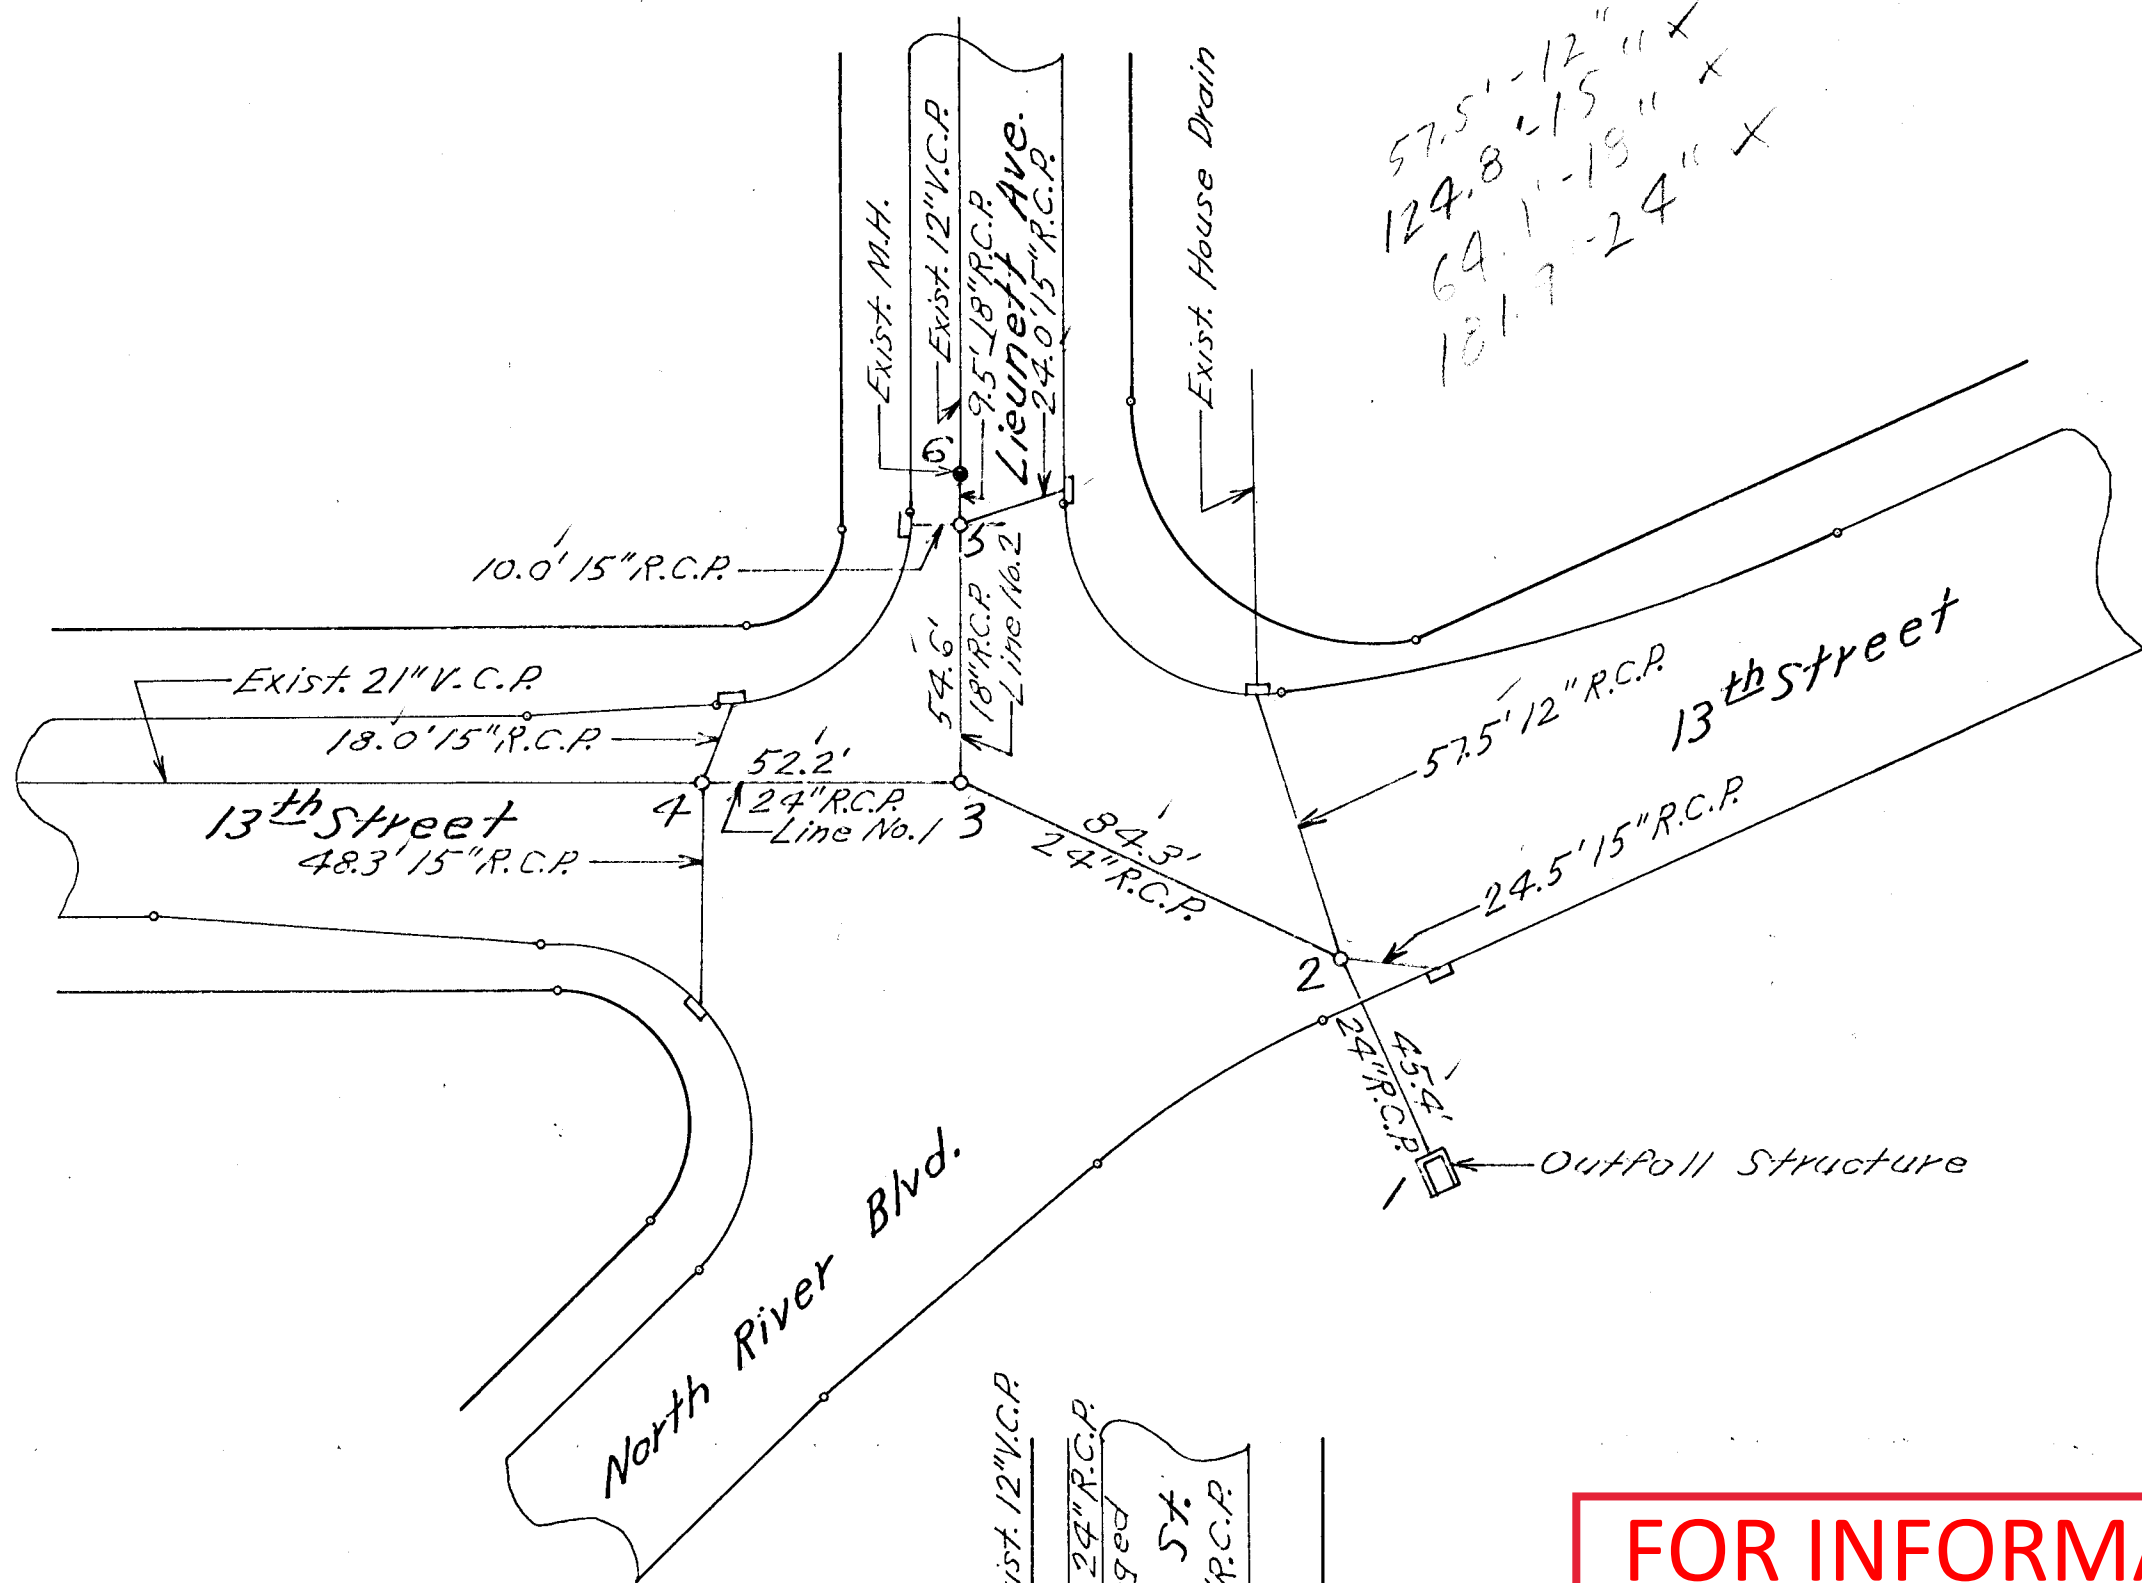 57.5' - 12" " X
124.8' - 15 " X
64.1' - 18 "
181.9 - 24" X
Exist. M.H.
Exist. 12" V.C.P.
9.5' 18" R.C.P.
Lieunett Ave.
24.0' 15" R.C.P.
Exist. House Drain
6
5
10.0' 15" R.C.P.
54.6'
18" R.C.P.
Line No. 2
Exist. 21" V.C.P.
18.0' 15" R.C.P.
52.2'
24" R.C.P.
Line No. 1
4
3
13th Street
48.3' 15" R.C.P.
84.3'
24" R.C.P.
57.5' 12" R.C.P.
13th Street
24.5' 15" R.C.P.
2
45.4'
24" R.C.P.
1
Outfall Structure
North River Blvd.
ist. 12" V.C.P.
24" R.C.P.
ged
St.
R.C.P.
FOR INFORMA